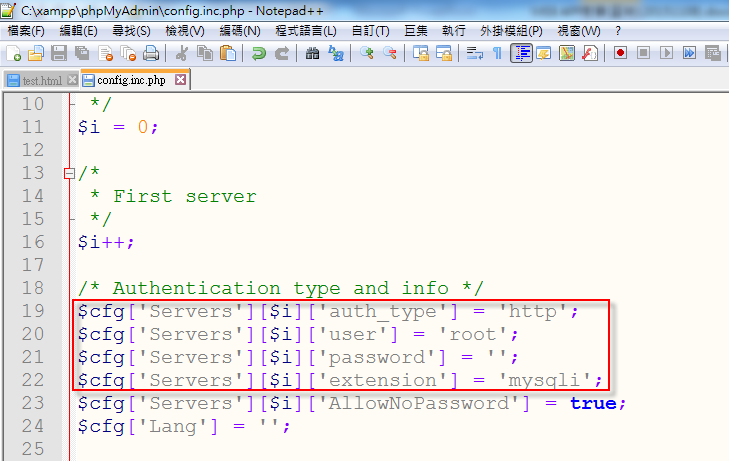 C:\xampp\phpMyAdmin\config.inc.php - Notepad++
檔案(F) 編輯(E) 尋找(S) 檢視(V) 編碼(N) 程式語言(L) 自訂(T) 巨集 執行 外掛模組(P) 視窗(W) ?
test.html config.inc.php
10 */
11 $i = 0;
12
13 /*
14 * First server
15 */
16 $i++;
17
18 /* Authentication type and info */
19 $cfg['Servers'][$i]['auth_type'] = 'http';
20 $cfg['Servers'][$i]['user'] = 'root';
21 $cfg['Servers'][$i]['password'] = '';
22 $cfg['Servers'][$i]['extension'] = 'mysqli';
23 $cfg['Servers'][$i]['AllowNoPassword'] = true;
24 $cfg['Lang'] = '';
25